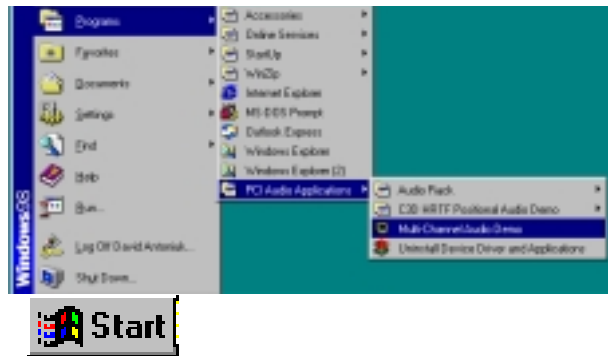 Programs
Favorites
Documents
Settings
Find
Help
Run...
Log Off David Antoniuk...
Shut Down...
Windows98
Accessories
Online Services
StartUp
WinZip
Internet Explorer
MS-DOS Prompt
Outlook Express
Windows Explorer
Windows Explorer (2)
PCI Audio Applications
Audio Rack
C3D HRTF Positional Audio Demo
Multi-Channel Audio Demo
Uninstall Device Driver and Applications
Start